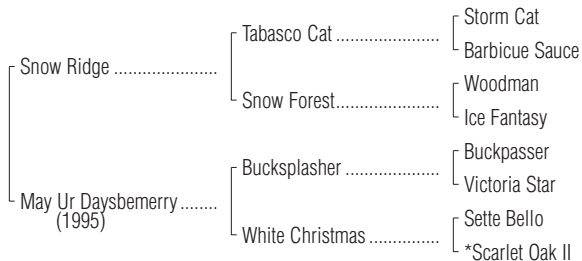 Storm Cat
Tabasco Cat ....................
Barbicue Sauce
Snow Ridge ....................
Woodman
Snow Forest....................
Ice Fantasy
Buckpasser
Bucksplasher ..................
Victoria Star
May Ur Daysbemerry ........
(1995)
Sette Bello
White Christmas ..............
*Scarlet Oak II